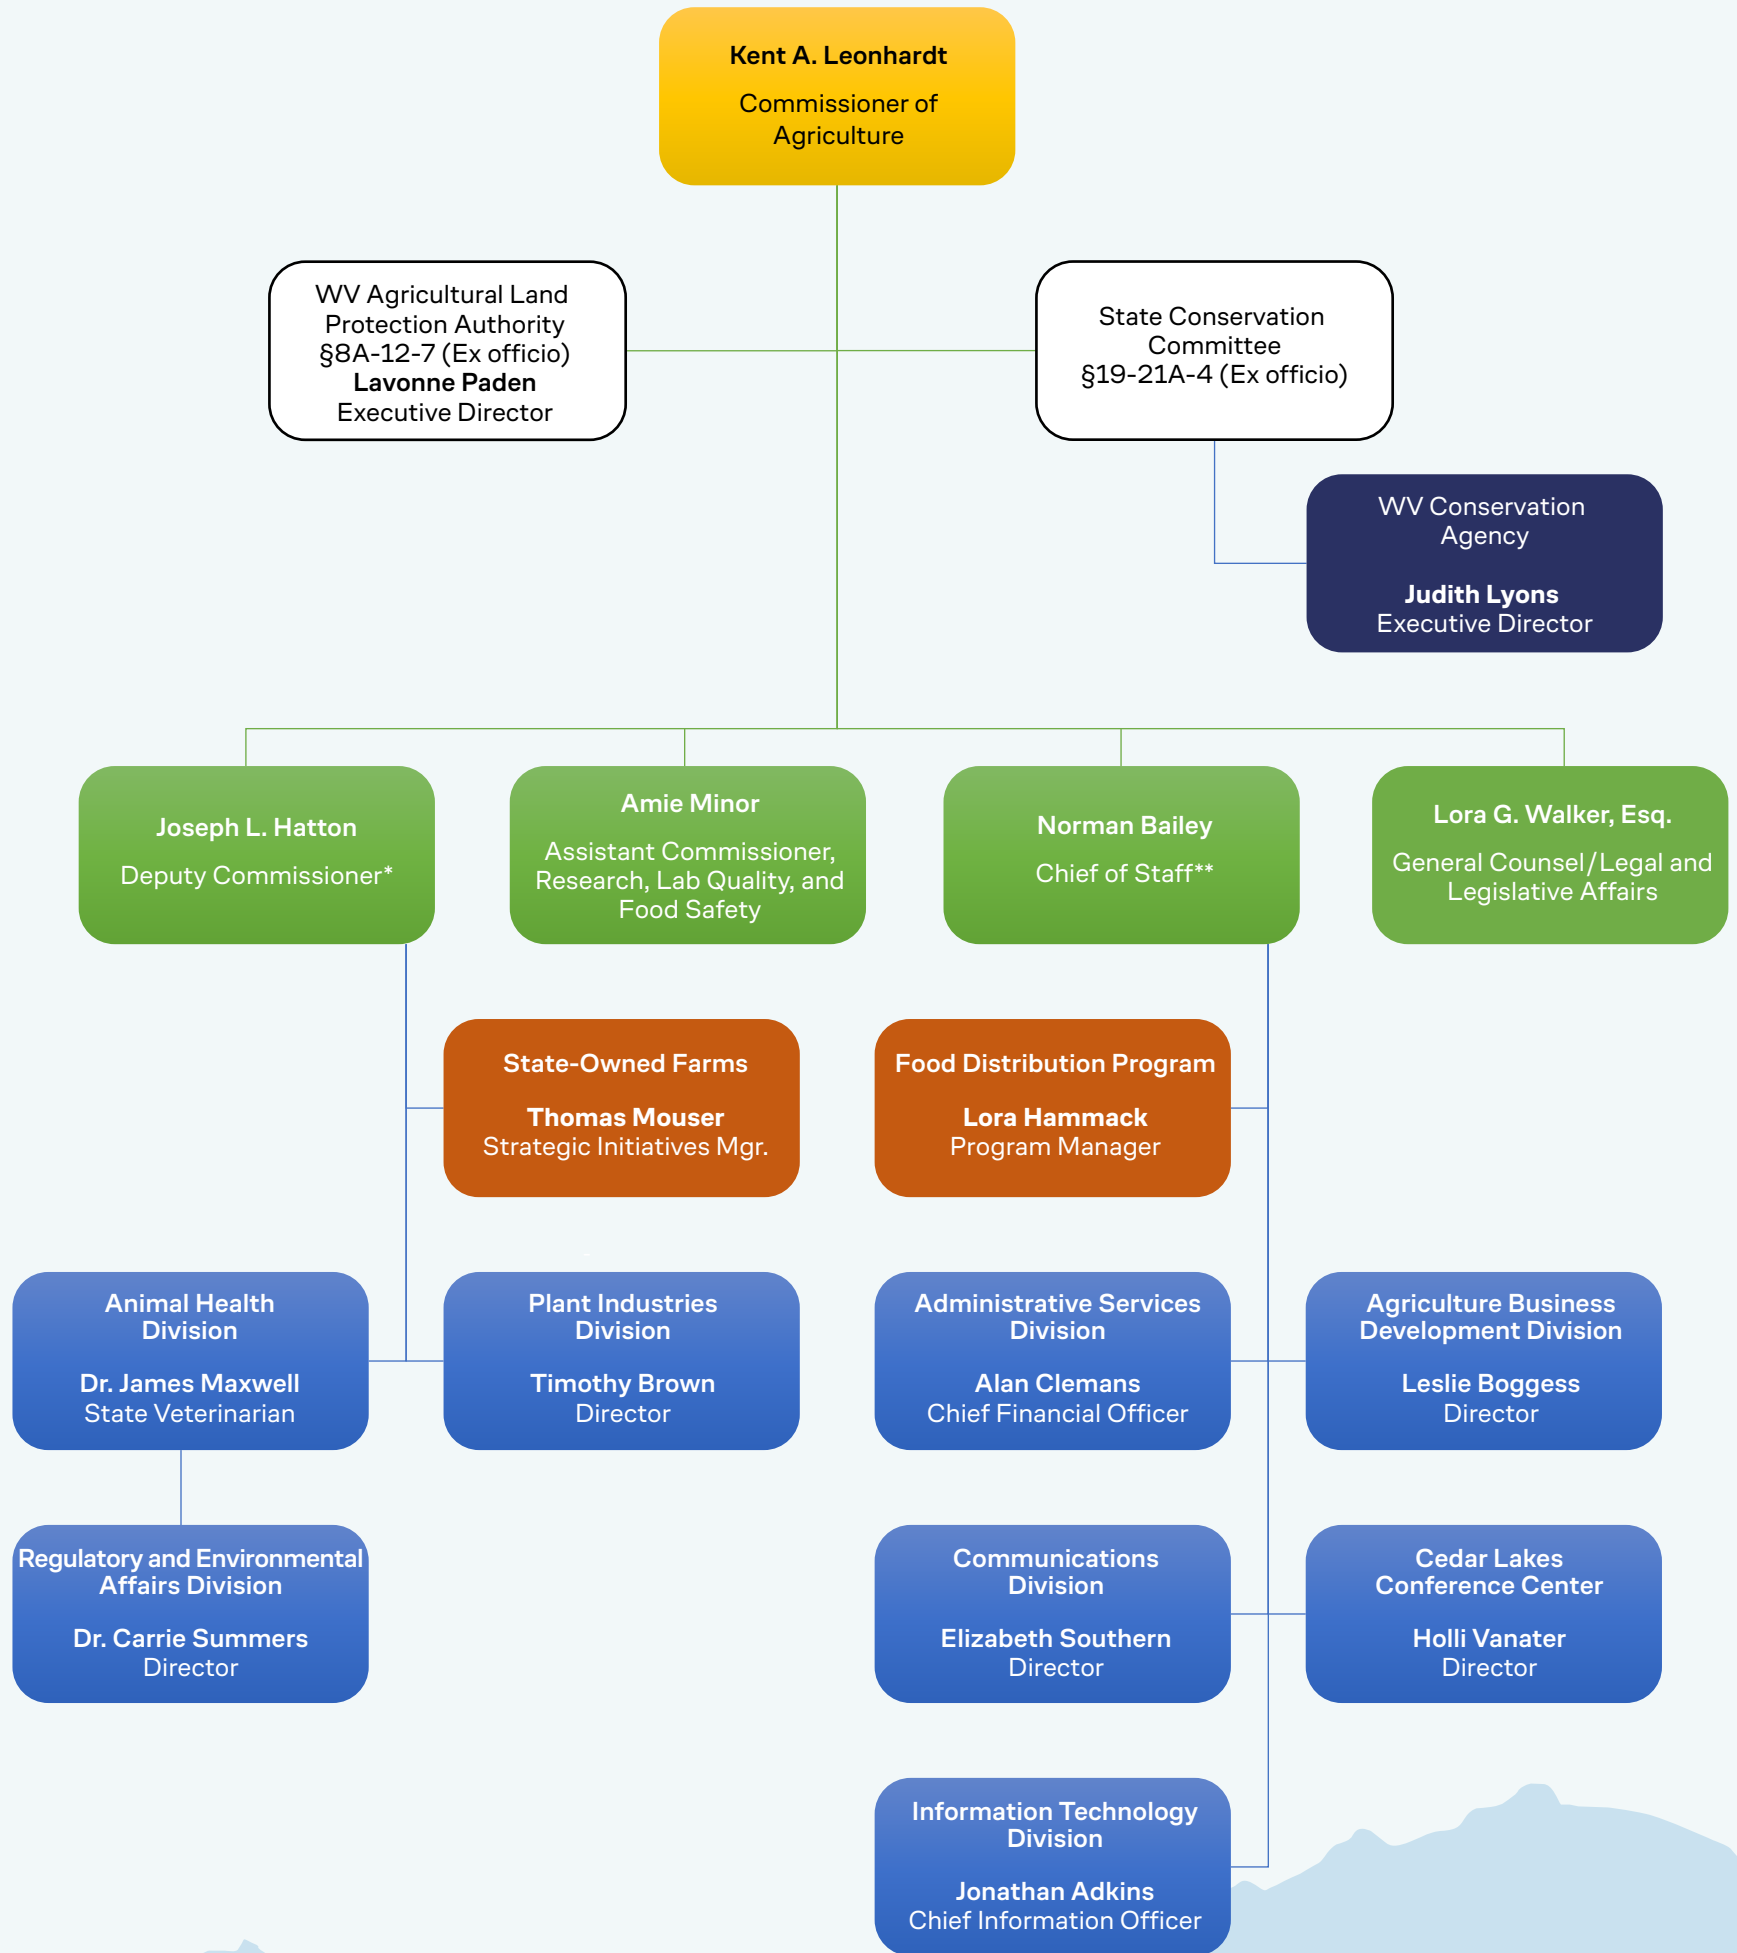 Kent A. Leonhardt
Commissioner of
Agriculture
WV Agricultural Land
Protection Authority
§8A-12-7 (Ex officio)
Lavonne Paden
Executive Director
State Conservation
Committee
§19-21A-4 (Ex officio)
WV Conservation
Agency
Judith Lyons
Executive Director
Joseph L. Hatton
Deputy Commissioner*
Amie Minor
Assistant Commissioner,
Research, Lab Quality, and
Food Safety
Norman Bailey
Chief of Staff**
Lora G. Walker, Esq.
General Counsel/Legal and
Legislative Affairs
State-Owned Farms
Thomas Mouser
Strategic Initiatives Mgr.
Food Distribution Program
Lora Hammack
Program Manager
Animal Health
Division
Dr. James Maxwell
State Veterinarian
Plant Industries
Division
Timothy Brown
Director
Administrative Services
Division
Alan Clemans
Chief Financial Officer
Agriculture Business
Development Division
Leslie Boggess
Director
Regulatory and Environmental
Affairs Division
Dr. Carrie Summers
Director
Communications
Division
Elizabeth Southern
Director
Cedar Lakes
Conference Center
Holli Vanater
Director
Information Technology
Division
Jonathan Adkins
Chief Information Officer